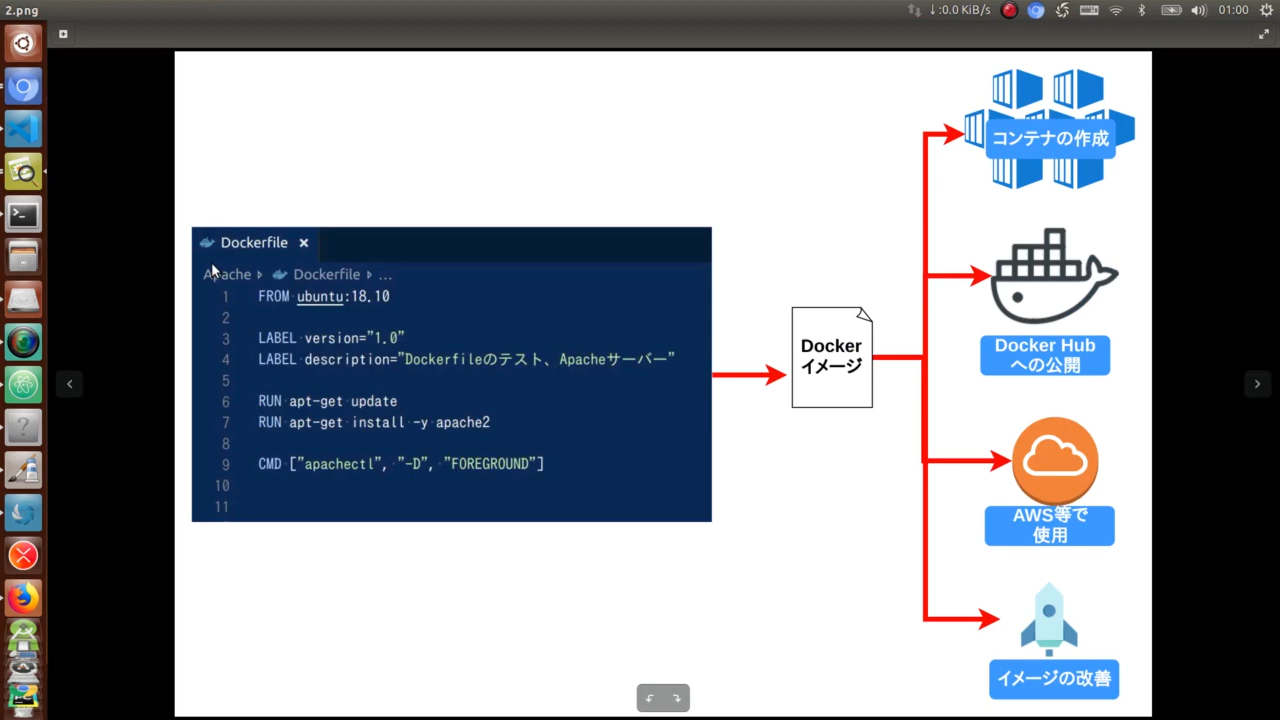 2.png
↓:0.0 KiB/s
01:00
Dockerfile ×
Apache Dockerfile ...
1 FROM ubuntu:18.10
2
3 LABEL version="1.0"
4 LABEL description="Dockerfileのテスト、Apacheサーバー"
5
6 RUN apt-get update
7 RUN apt-get install -y apache2
8
9 CMD ["apachectl", "-D", "FOREGROUND"]
10
11
Docker
イメージ
コンテナの作成
Docker Hub
への公開
AWS等で
使用
イメージの改善